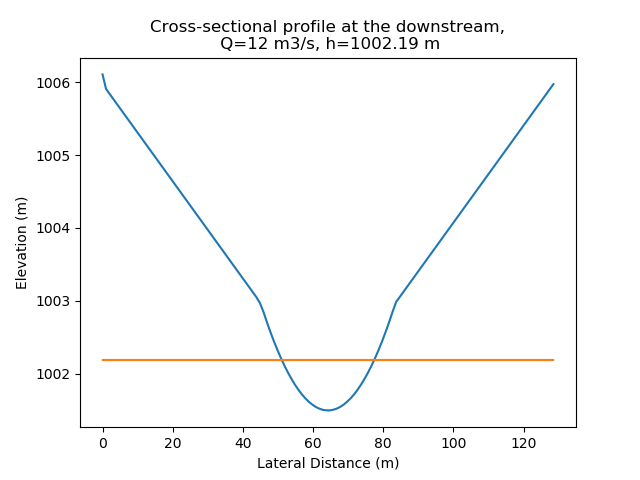 Cross-sectional profile at the downstream,
Q=12 m3/s, h=1002.19 m
1006
1005
1004
1003
1002
Elevation (m)
0 20 40 60 80 100 120
Lateral Distance (m)